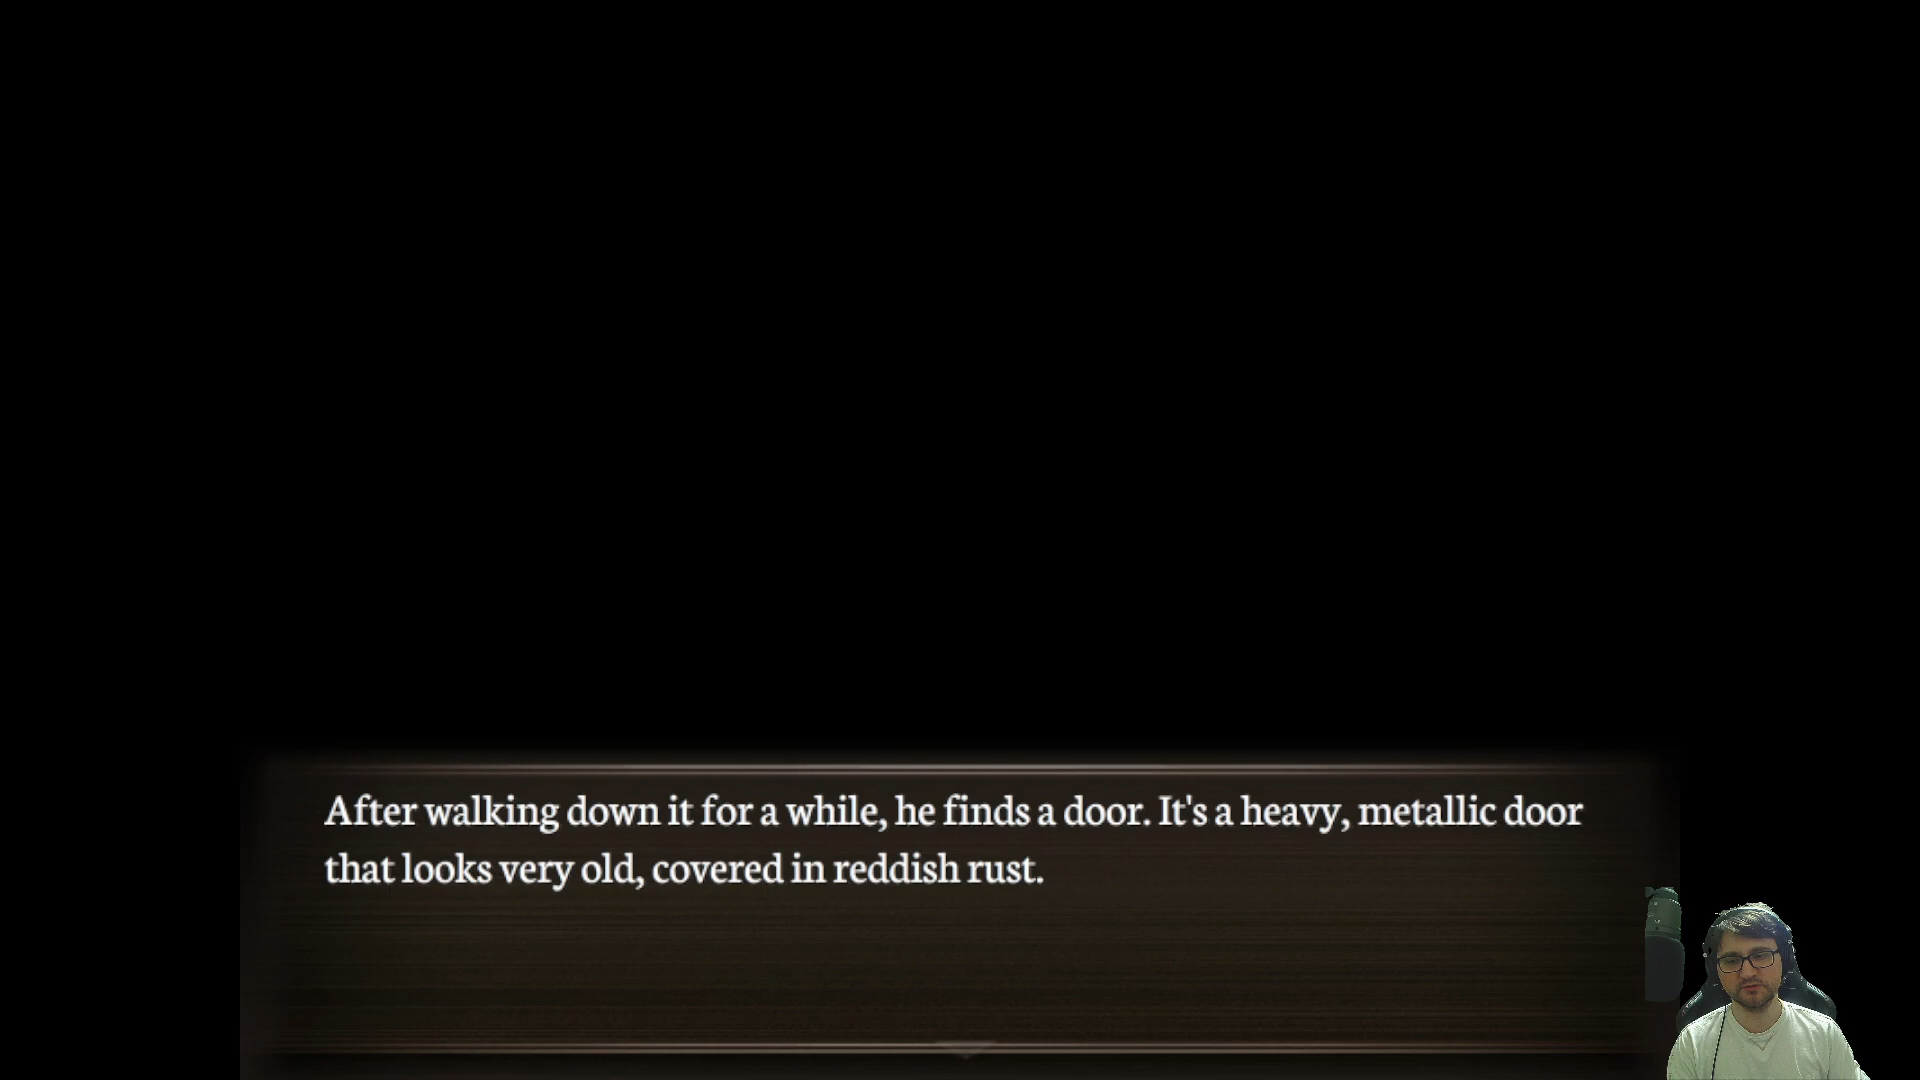 After walking down it for a while, he finds a door. It's a heavy, metallic door
that looks very old, covered in reddish rust.